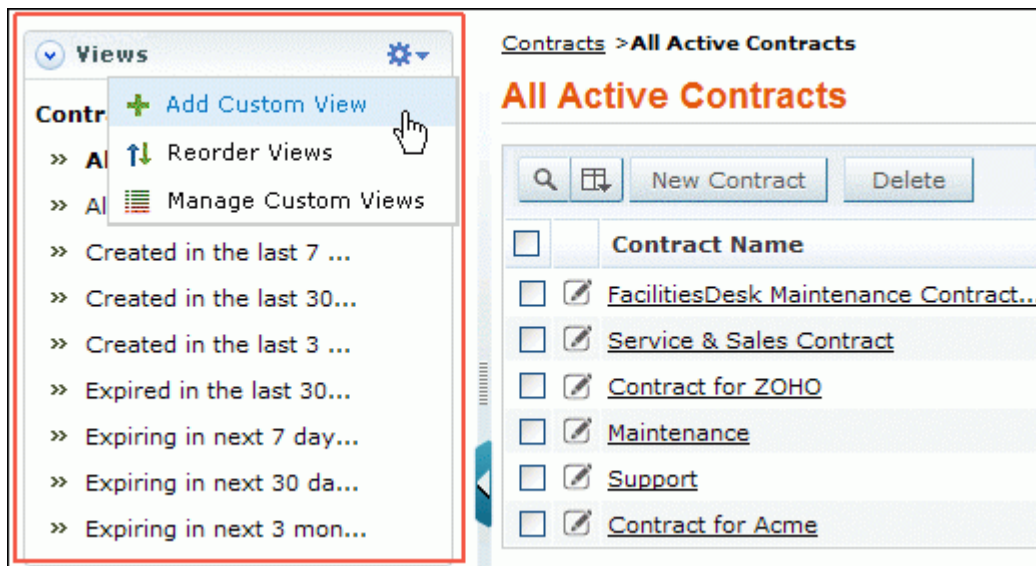 Views
Add Custom View
Reorder Views
Manage Custom Views
Contr
Al
Al
Created in the last 7 ...
Created in the last 30...
Created in the last 3 ...
Expired in the last 30...
Expiring in next 7 day...
Expiring in next 30 da...
Expiring in next 3 mon...
Contracts >All Active Contracts
All Active Contracts
New Contract Delete
Contract Name
FacilitiesDesk Maintenance Contract...
Service & Sales Contract
Contract for ZOHO
Maintenance
Support
Contract for Acme